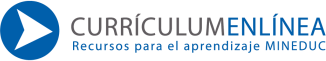 CURRÍCULUMENLÍNEA
Recursos para el aprendizaje MINEDUC